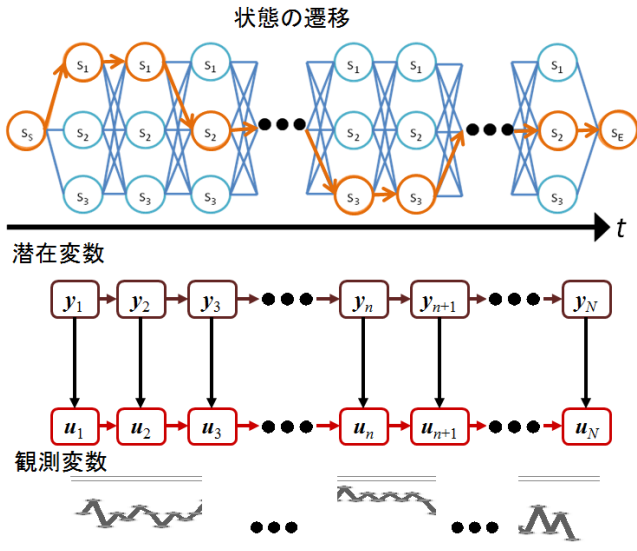 状態の遷移
S1 S1 S1 ●●● S1 S1 ●●● S1
SS S2 S2 S2 S2 S2 S2 SE
S3 S3 S3 S3 S3 S3
t
潜在変数
y1 y2 y3 ●●● yn yn+1 ●●● yN
u1 u2 u3 ●●● un un+1 ●●● uN
観測変数